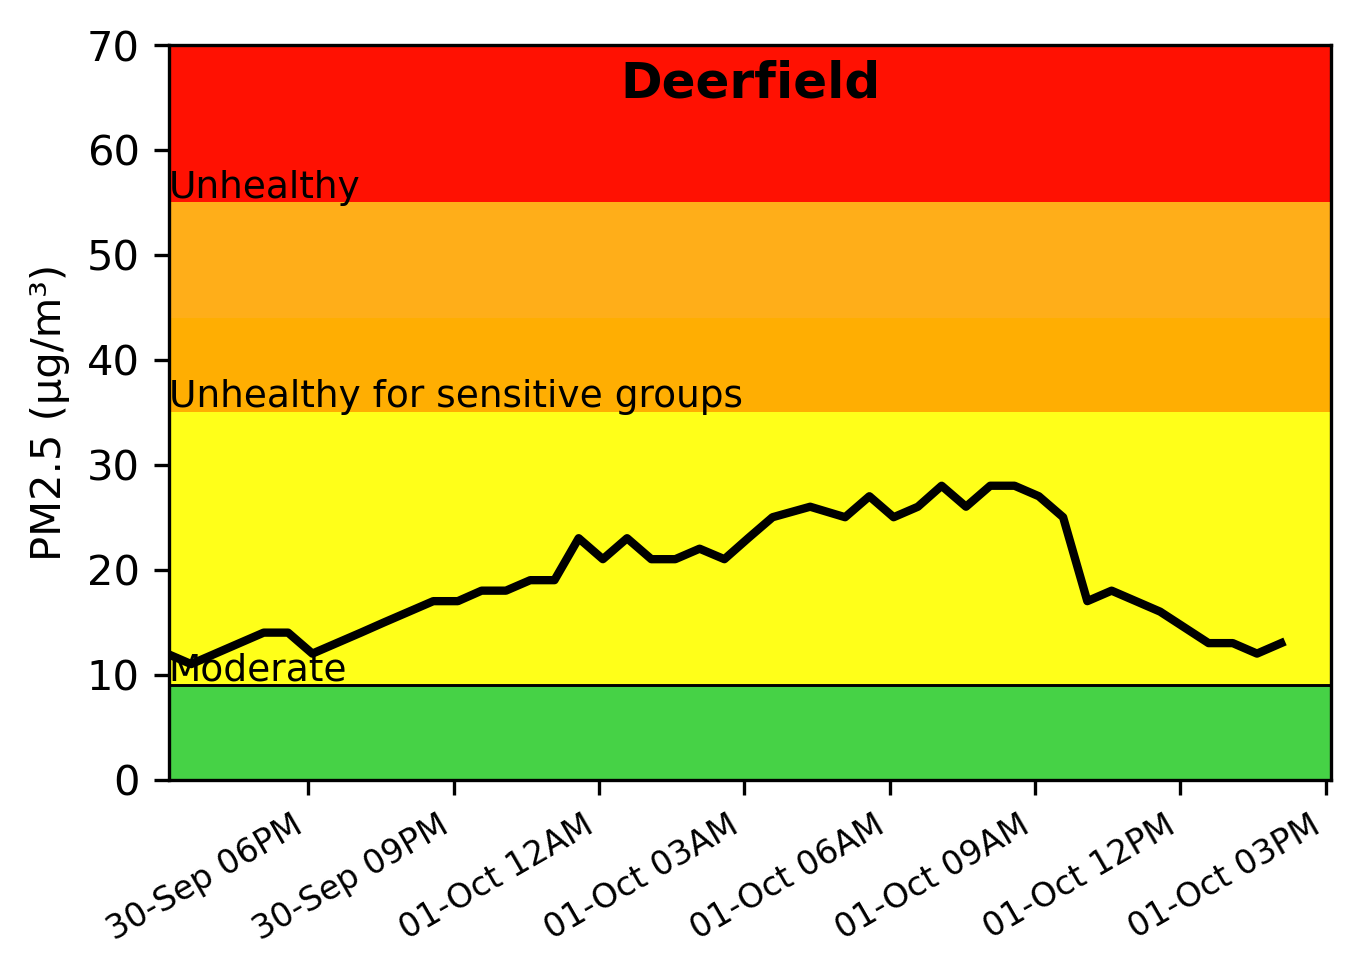 Deerfield
PM2.5 (µg/m³)
70
60
50
40
30
20
10
0
Unhealthy
Unhealthy for sensitive groups
Moderate
30-Sep 06PM
30-Sep 09PM
01-Oct 12AM
01-Oct 03AM
01-Oct 06AM
01-Oct 09AM
01-Oct 12PM
01-Oct 03PM